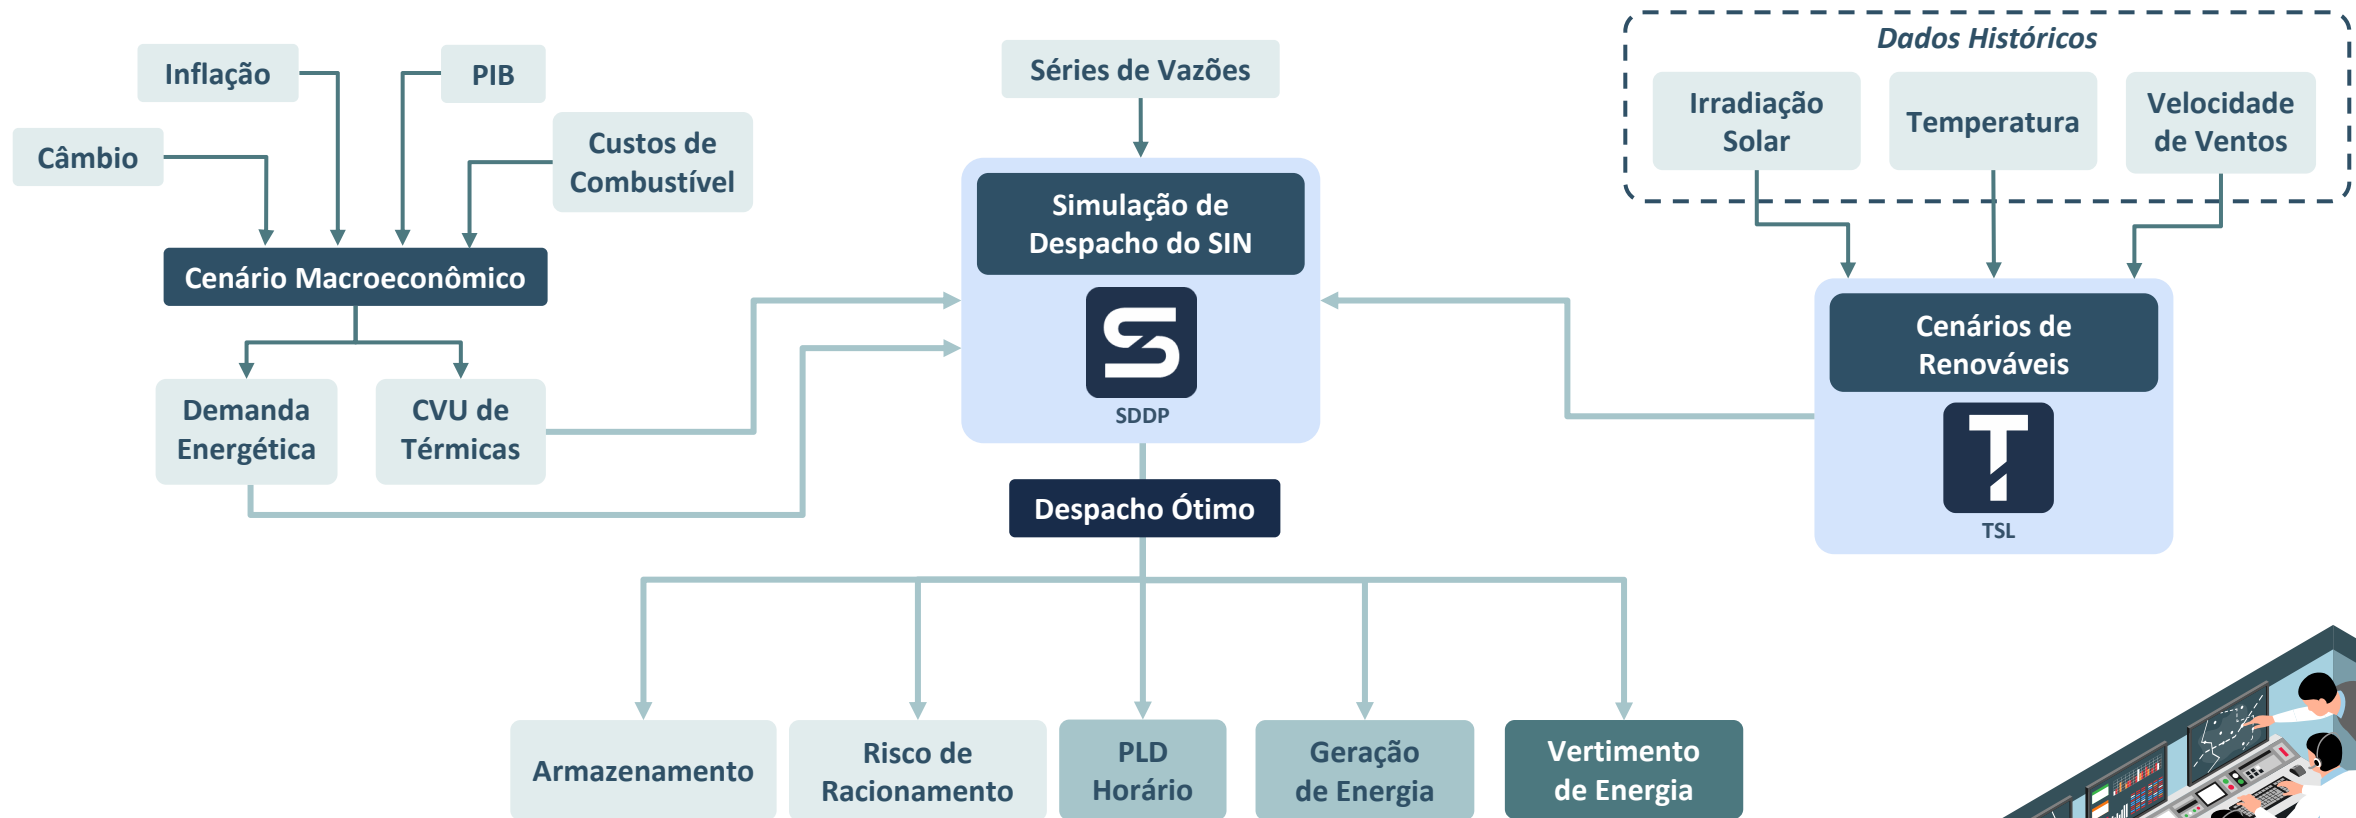 Dados Históricos
Inflação
PIB
Séries de Vazões
Irradiação
Solar
Temperatura
Velocidade
de Ventos
Câmbio
Custos de
Combustível
Simulação de
Despacho do SIN
SDDP
Cenário Macroeconômico
Cenários de
Renováveis
TSL
Demanda
Energética
CVU de
Térmicas
Despacho Ótimo
Armazenamento
Risco de
Racionamento
PLD
Horário
Geração
de Energia
Vertimento
de Energia